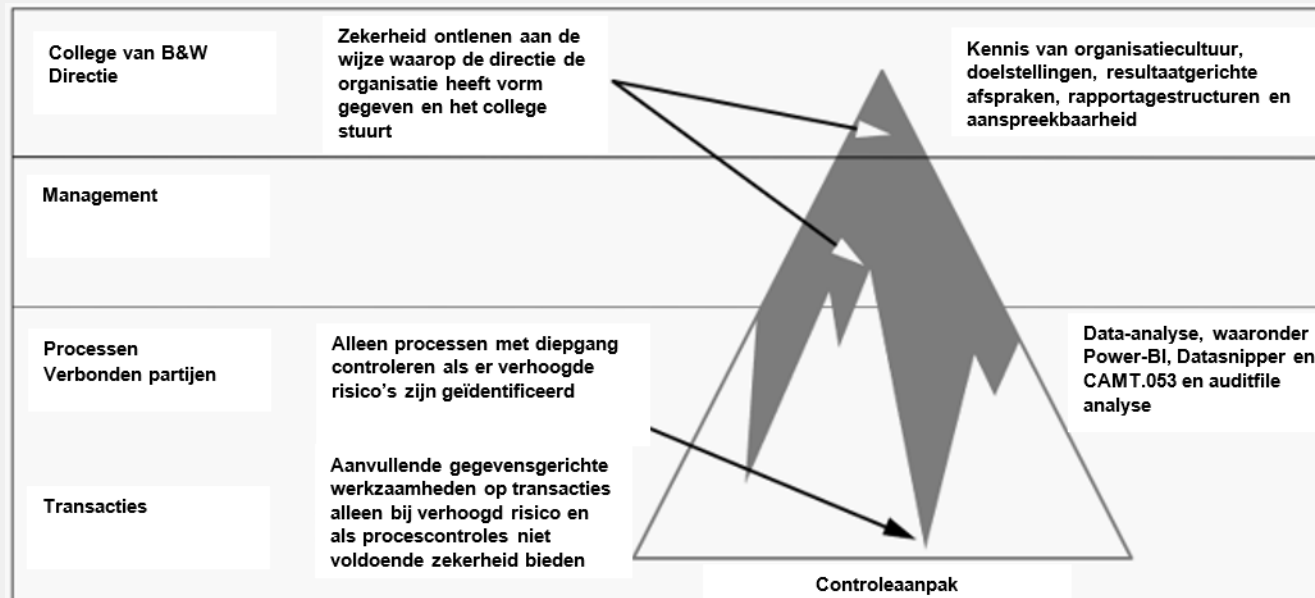 College van B&W
Directie
Zekerheid ontlenen aan de
wijze waarop de directie de
organisatie heeft vorm
gegeven en het college
stuurt
Kennis van organisatiecultuur,
doelstellingen, resultaatgerichte
afspraken, rapportagestructuren en
aanspreekbaarheid
Management
Processen
Verbonden partijen
Alleen processen met diepgang
controleren als er verhoogde
risico’s zijn geïdentificeerd
Data-analyse, waaronder
Power-BI, Datasnipper en
CAMT.053 en auditfile
analyse
Transacties
Aanvullende gegevensgerichte
werkzaamheden op transacties
alleen bij verhoogd risico en
als procescontroles niet
voldoende zekerheid bieden
Controleaanpak